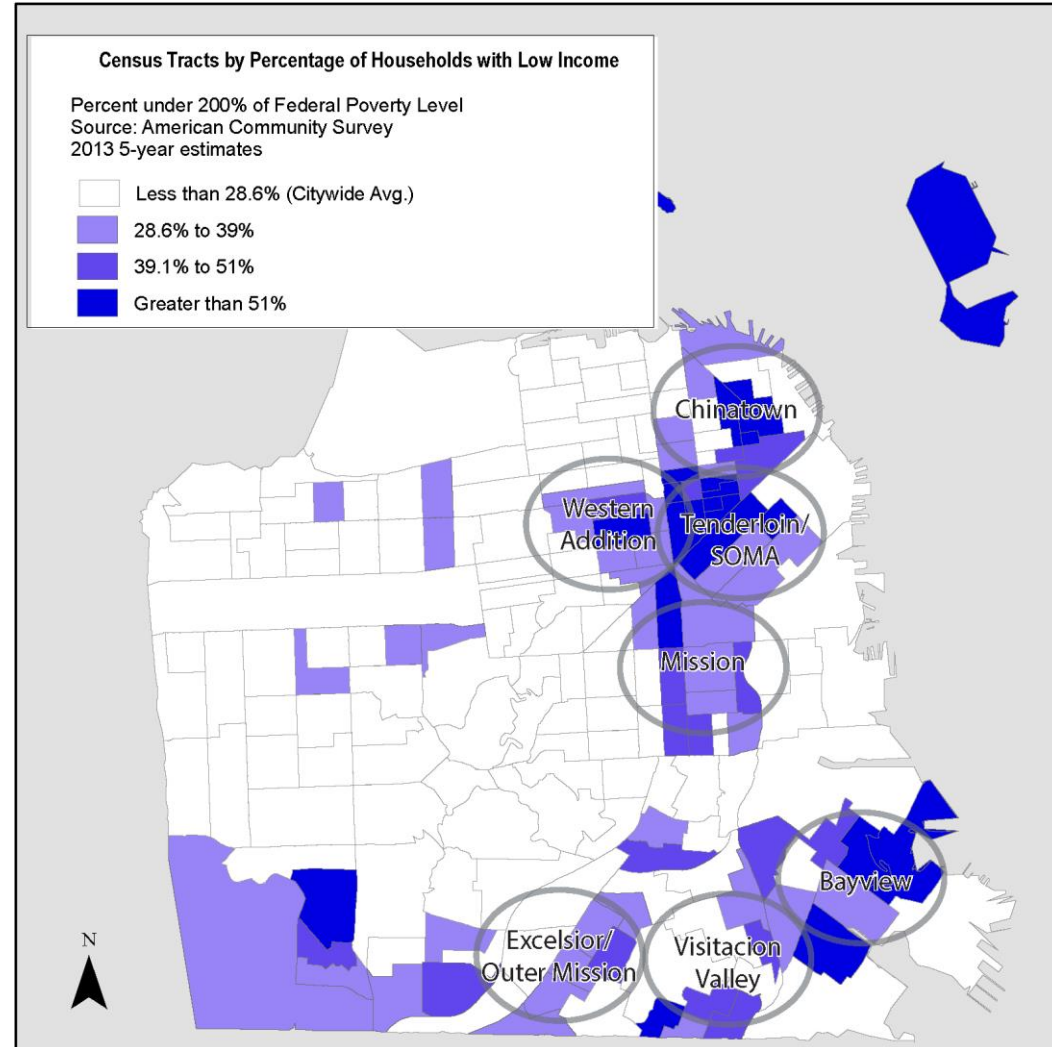 Census Tracts by Percentage of Households with Low Income
Percent under 200% of Federal Poverty Level
Source: American Community Survey
2013 5-year estimates
Less than 28.6% (Citywide Avg.)
28.6% to 39%
39.1% to 51%
Greater than 51%
Chinatown
Western
Addition
Tenderloin/
SOMA
Mission
Bayview
Excelsior/
Outer Mission
Visitacion
Valley
N